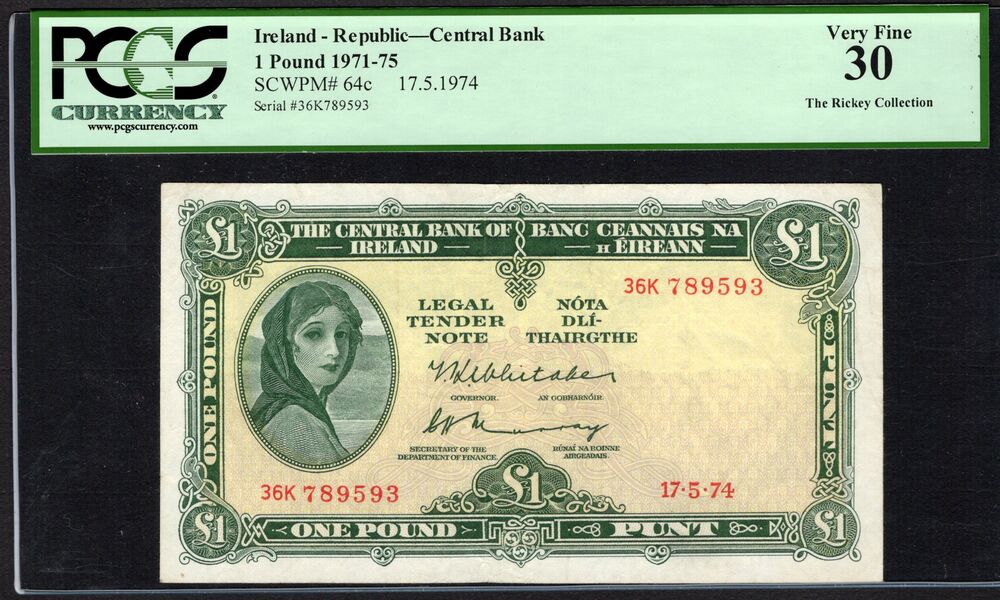 PCGS
CURRENCY
www.pcgscurrency.com
Ireland - Republic—Central Bank
1 Pound 1971-75
SCWPM# 64c 17.5.1974
Serial #36K789593
Very Fine
30
The Rickey Collection
£1
THE CENTRAL BANK OF
IRELAND
BANC CEANNAIS NA
H ÉIREANN
£1
36K 789593
LEGAL
TENDER
NOTE
NÓTA
DLÍ-
THAIRGTHE
ONE POUND
PUNT
T.K. Whitaker
GOVERNOR. AN GOBHARNÓIR.
C H Murray
SECRETARY OF THE
DEPARTMENT OF FINANCE.
RÚNAÍ NA ROINNE
AIRGEADAIS.
36K 789593
£1
17·5·74
£1
ONE POUND
PUNT
£1